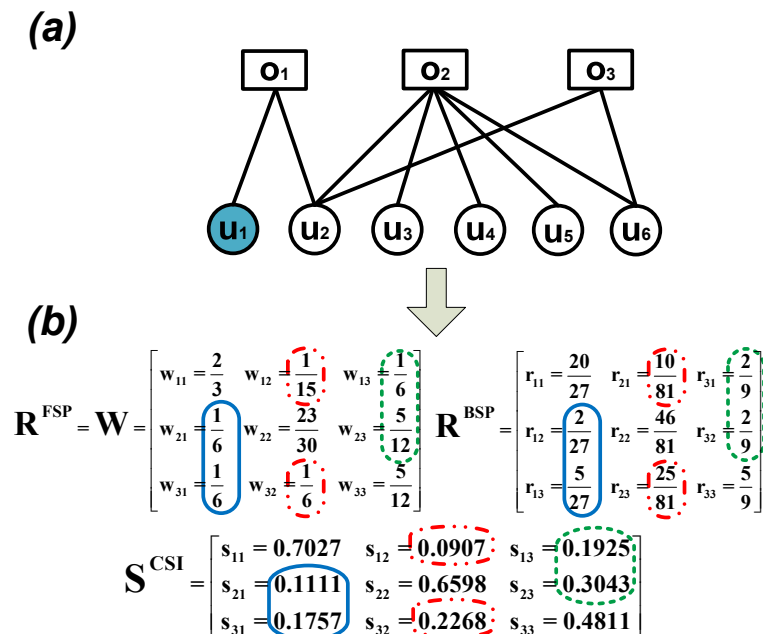 (a)
o1 o2 o3
u1 u2 u3 u4 u5 u6
(b)
R^FSP = W = [ w11 = 2/3 w12 = 1/15 w13 = 1/6
w21 = 1/6 w22 = 23/30 w23 = 5/12
w31 = 1/6 w32 = 1/6 w33 = 5/12 ]
R^BSP = [ r11 = 20/27 r21 = 10/81 r31 = 2/9
r12 = 2/27 r22 = 46/81 r32 = 2/9
r13 = 5/27 r23 = 25/81 r33 = 5/9 ]
S^CSI = [ s11 = 0.7027 s12 = 0.0907 s13 = 0.1925
s21 = 0.1111 s22 = 0.6598 s23 = 0.3043
s31 = 0.1757 s32 = 0.2268 s33 = 0.4811 ]